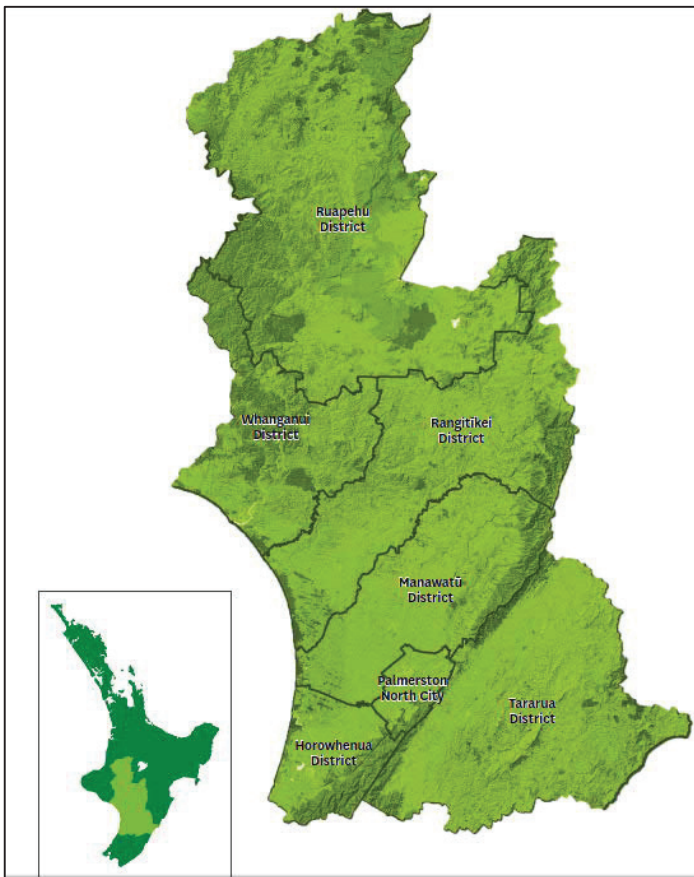 Ruapehu
District
Whanganui
District
Rangitikei
District
Manawatū
District
Palmerston
North City
Tararua
District
Horowhenua
District